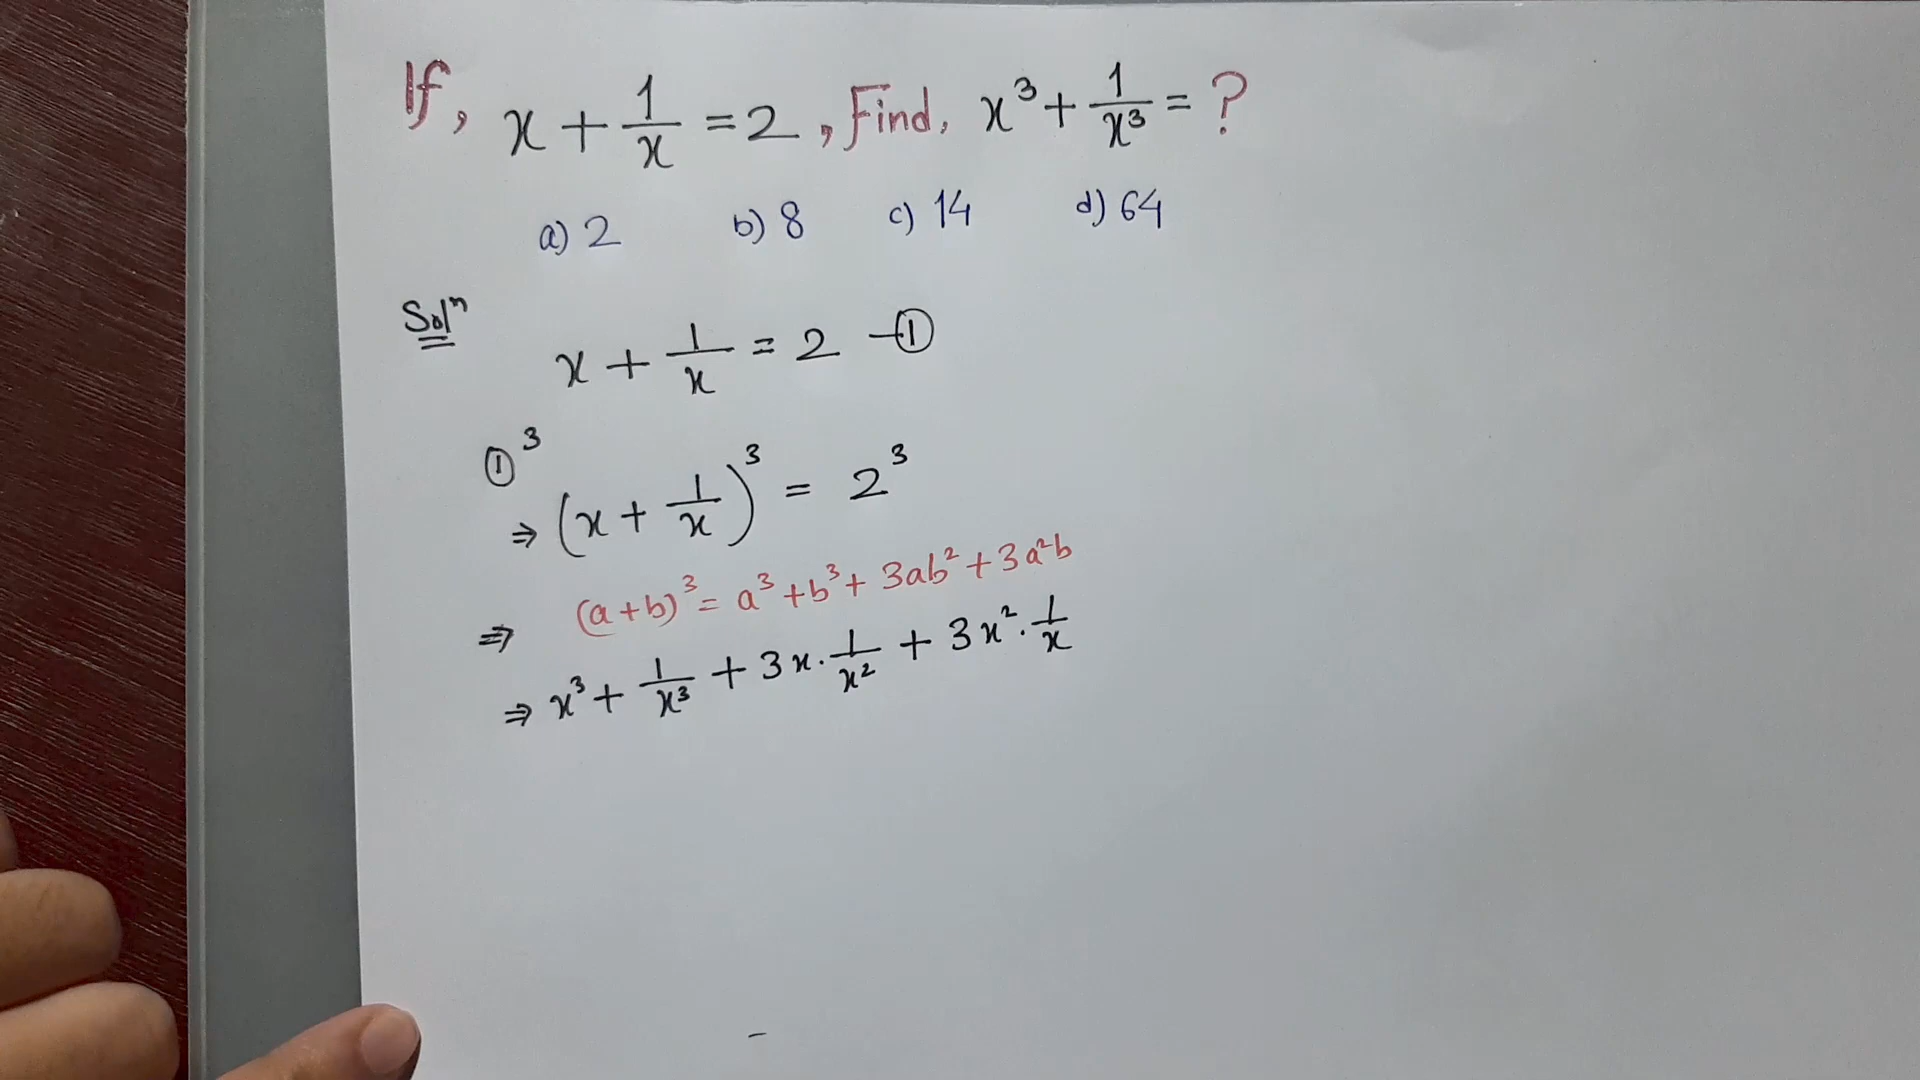 If, x + 1/x = 2, Find, x³ + 1/x³ = ?
a) 2 b) 8 c) 14 d) 64
Solⁿ
x + 1/x = 2 —①
①³
⇒ (x + 1/x)³ = 2³
⇒ (a+b)³ = a³ + b³ + 3ab² + 3a²b
⇒ x³ + 1/x³ + 3x · 1/x² + 3x² · 1/x